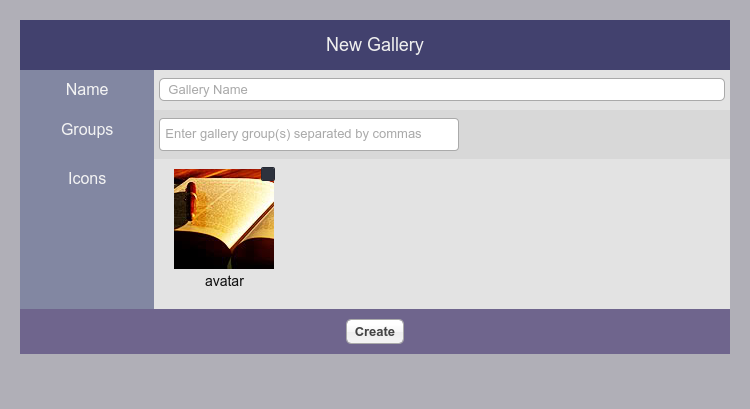 New Gallery
Name
Gallery Name
Groups
Enter gallery group(s) separated by commas
Icons
avatar
Create